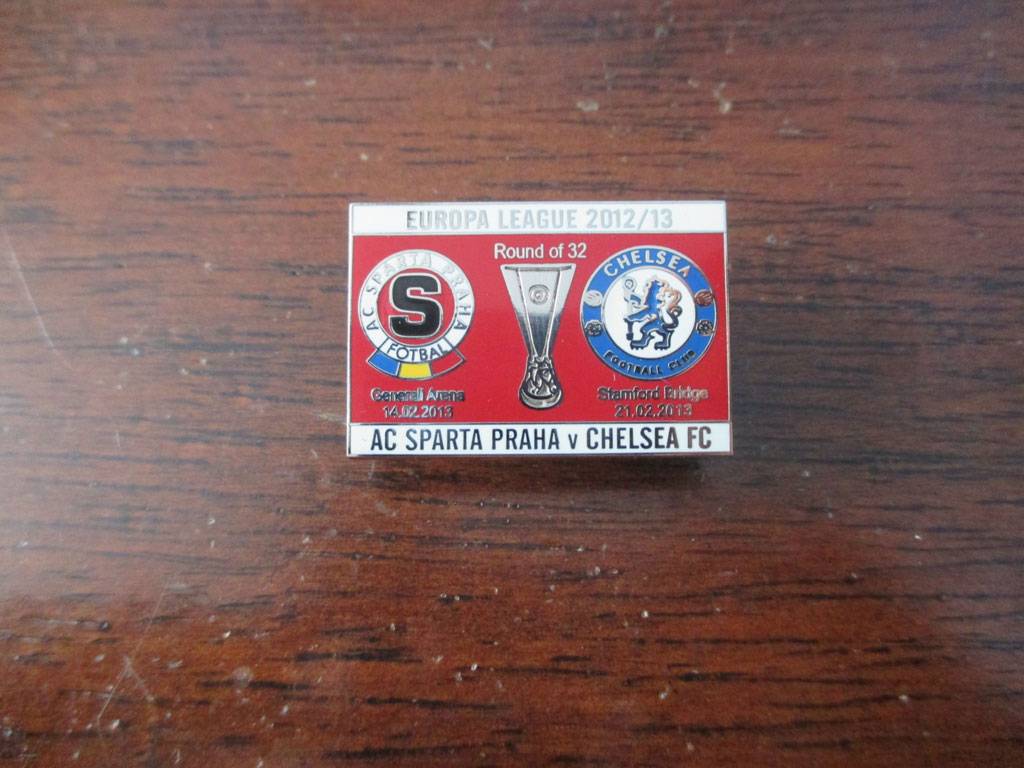 EUROPA LEAGUE 2012/13
Round of 32
AC SPARTA PRAHA
S
FOTBAL
CHELSEA
FOOTBALL CLUB
Generali Arena
14.02.2013
Stamford Bridge
21.02.2013
AC SPARTA PRAHA v CHELSEA FC